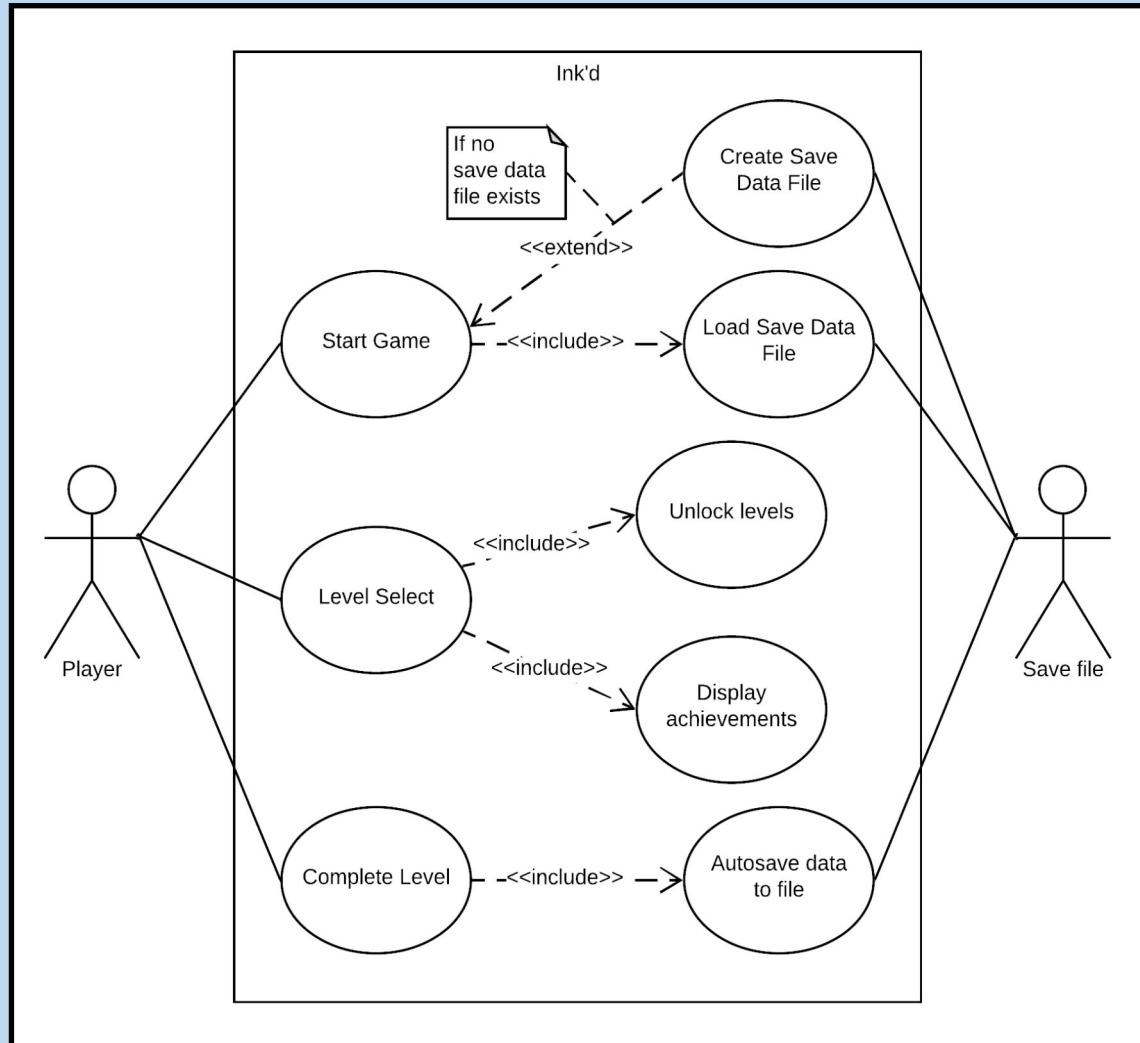 Ink'd
If no
save data
file exists
Create Save
Data File
<<extend>>
Start Game
<<include>>
Load Save Data
File
Unlock levels
<<include>>
Level Select
<<include>>
Display
achievements
Player
Save file
Complete Level
<<include>>
Autosave data
to file